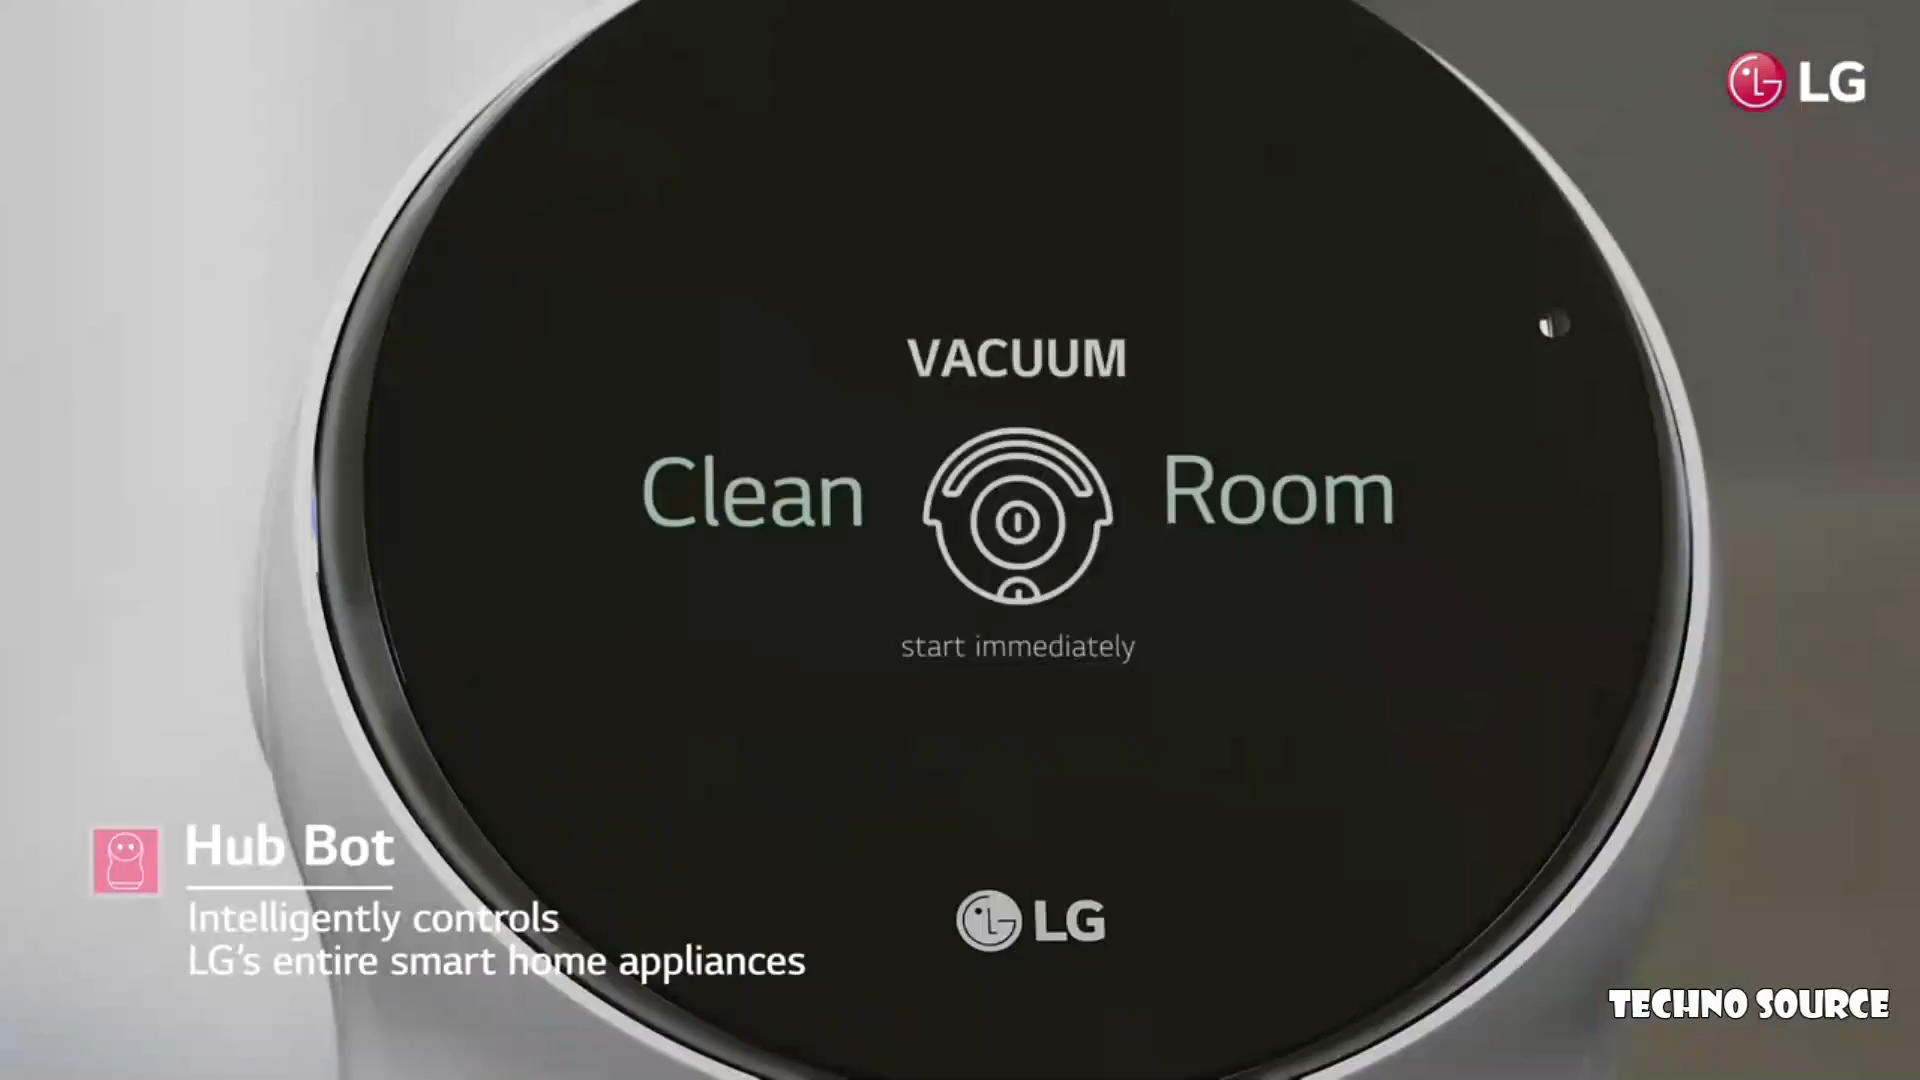 LG
VACUUM
Clean Room
start immediately
LG
Hub Bot
Intelligently controls
LG's entire smart home appliances
TECHNO SOURCE